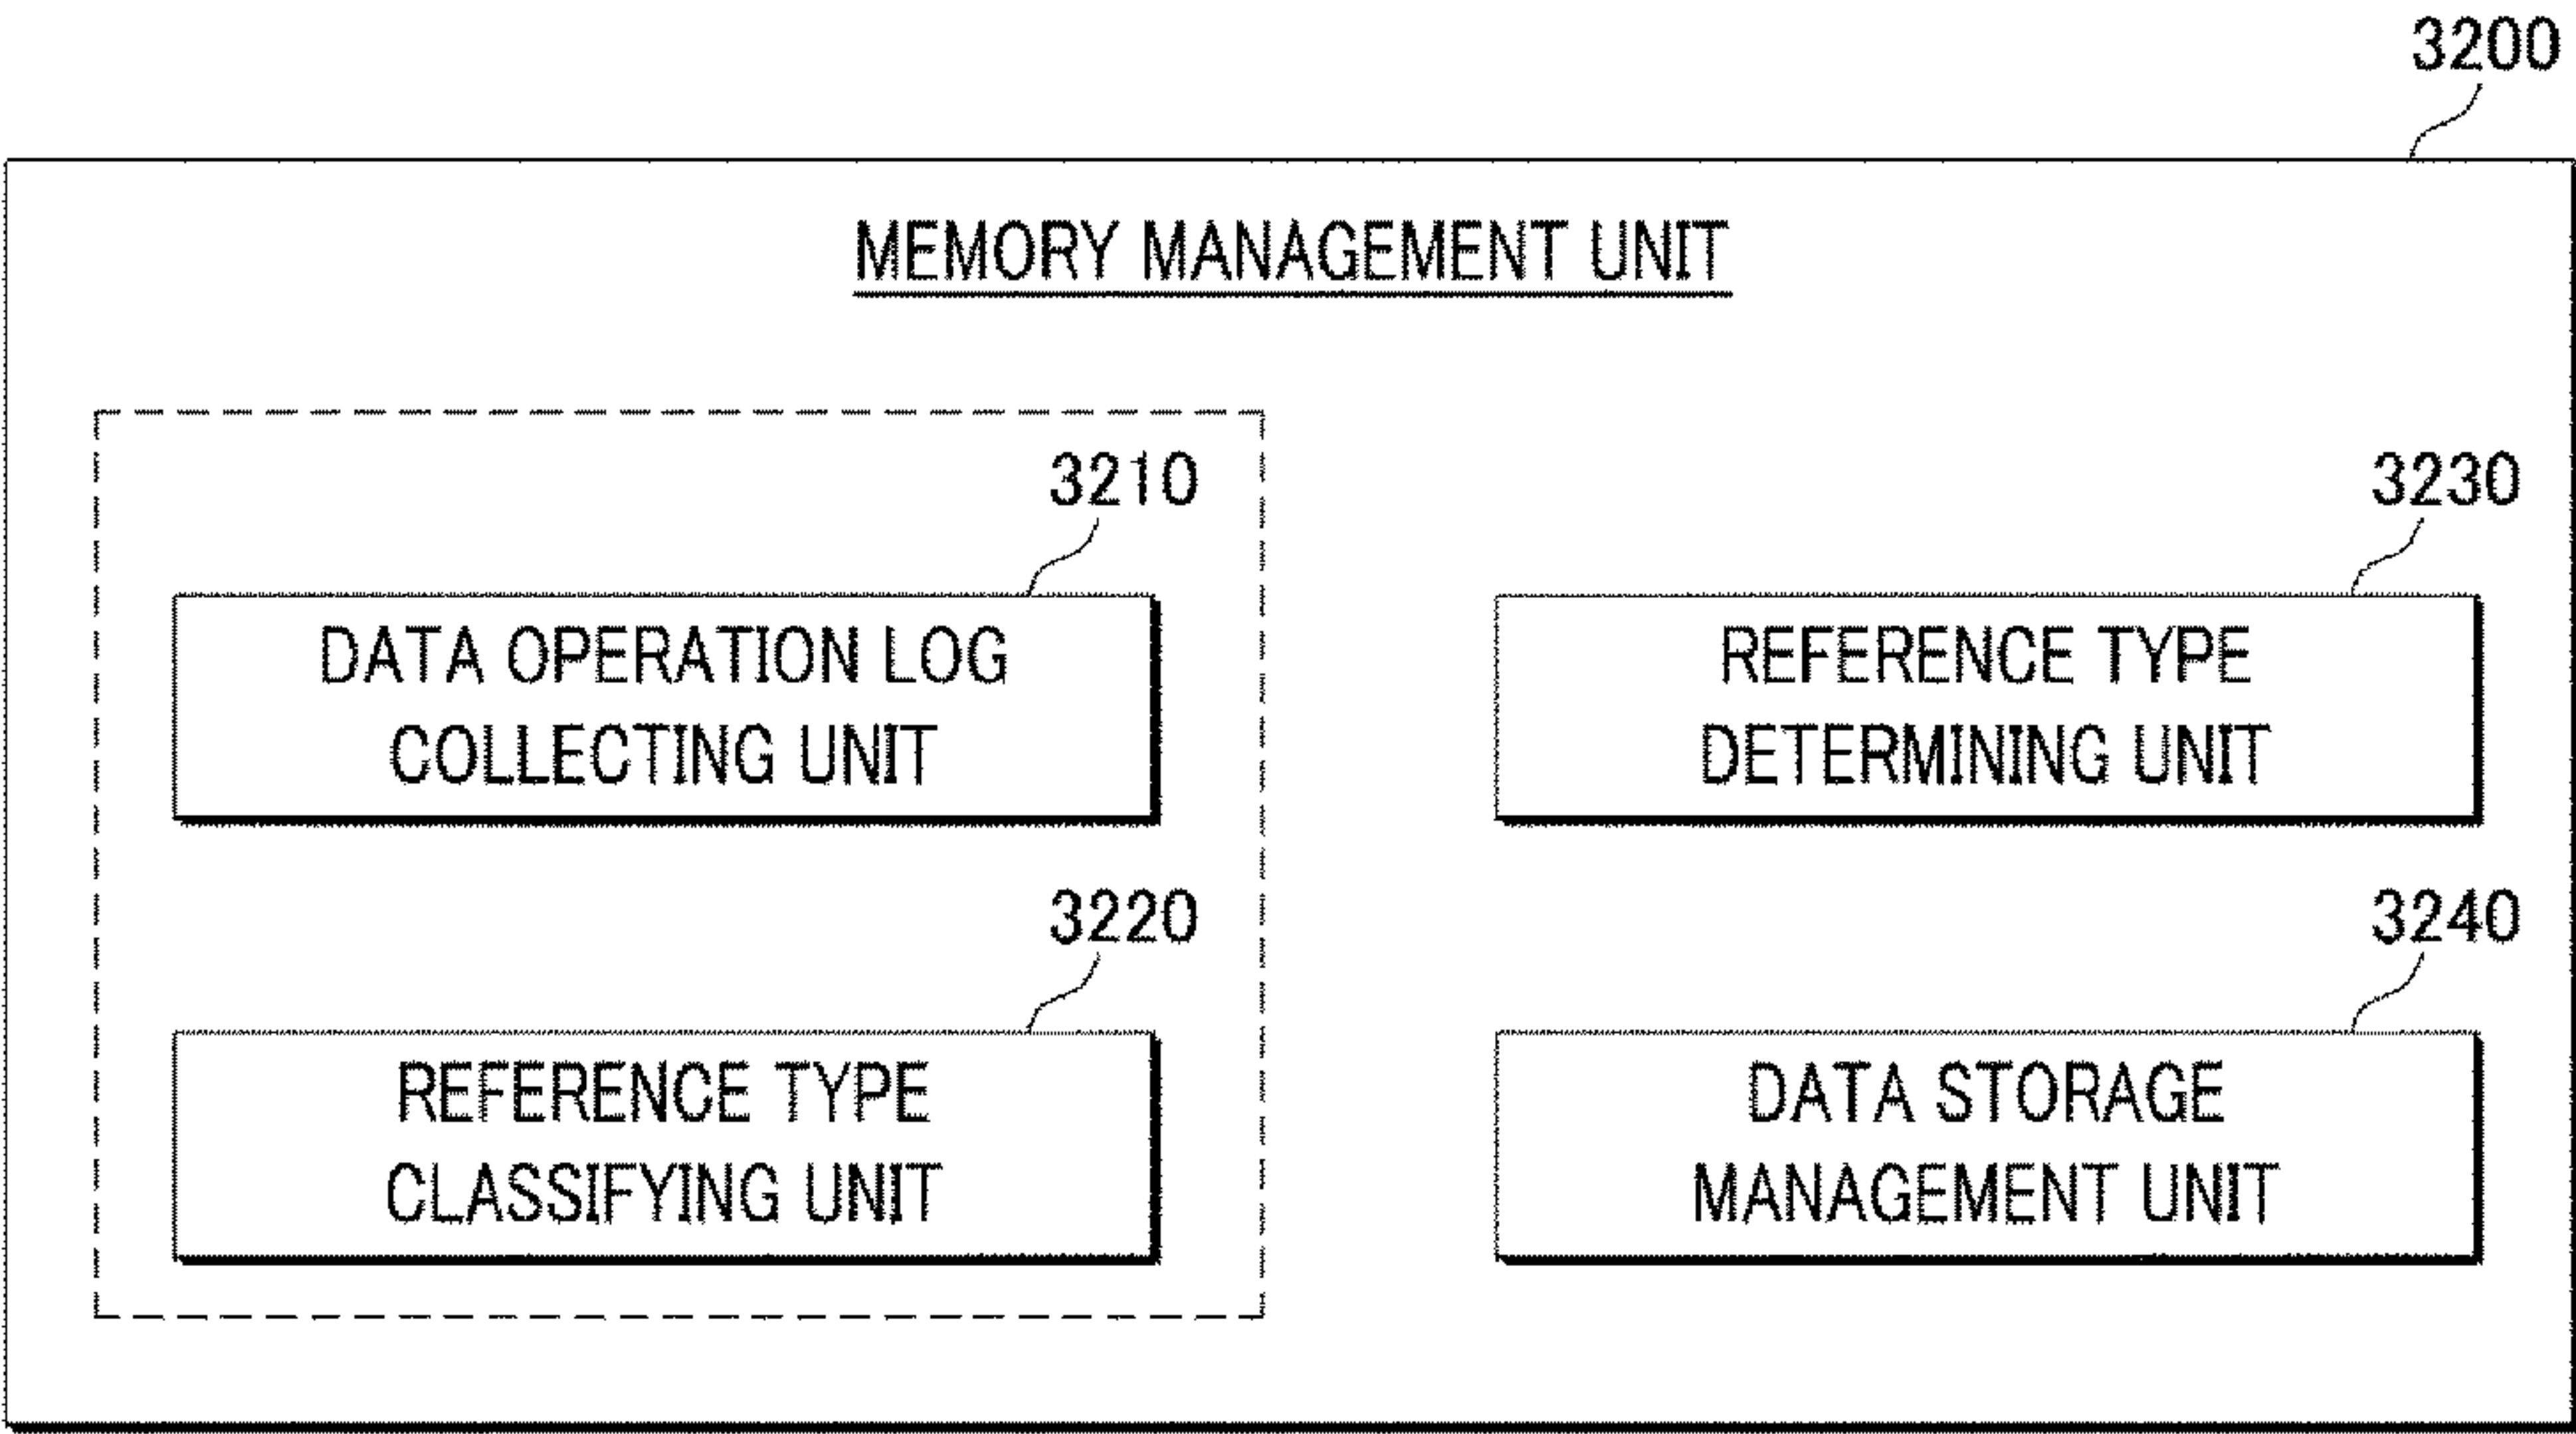 3200
MEMORY MANAGEMENT UNIT
3210
DATA OPERATION LOG
COLLECTING UNIT
3220
REFERENCE TYPE
CLASSIFYING UNIT
3230
REFERENCE TYPE
DETERMINING UNIT
3240
DATA STORAGE
MANAGEMENT UNIT